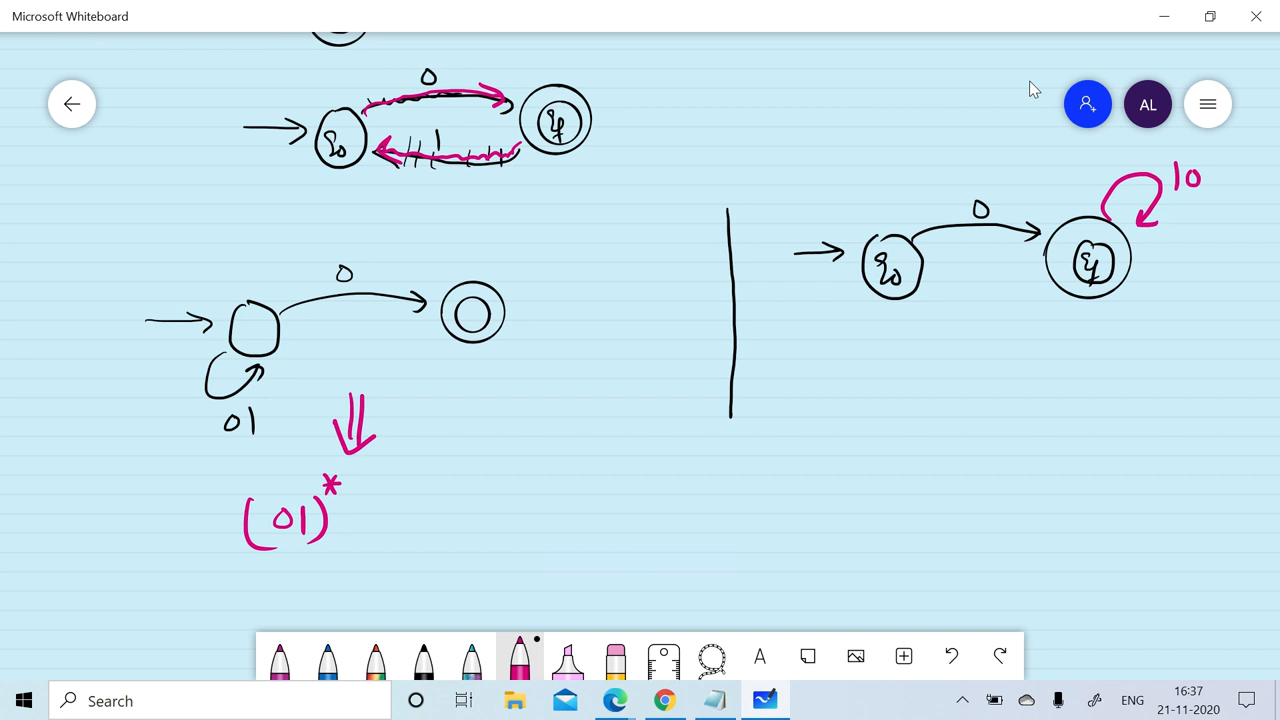 Microsoft Whiteboard
AL
0
q0
qf
1
0
01
(01)*
0
10
q0
qf
A
Search
ENG
16:37
21-11-2020